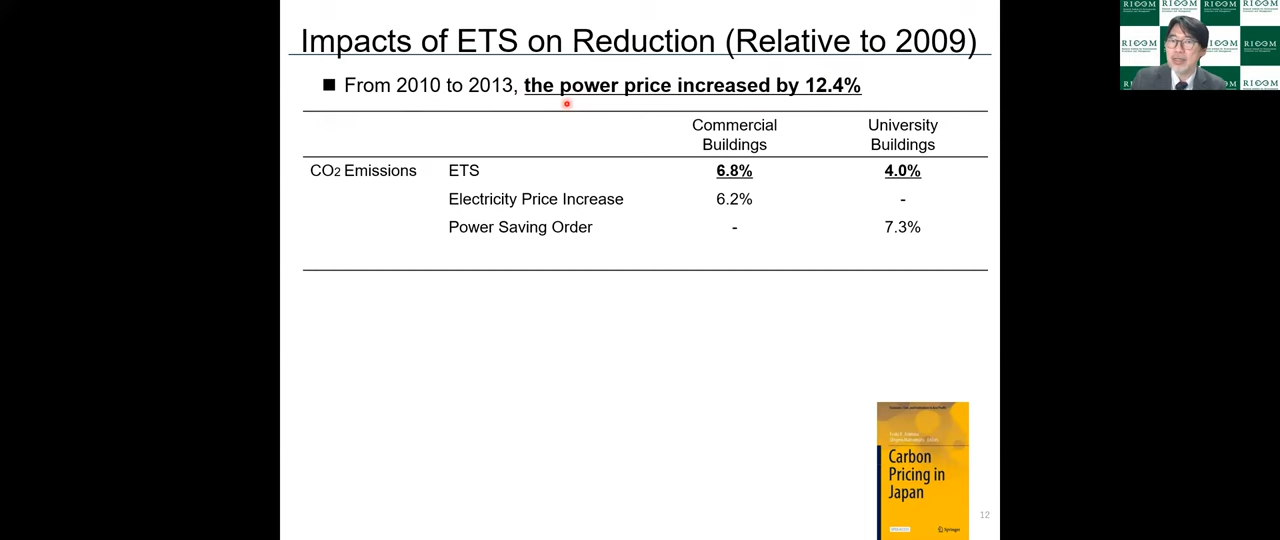 Impacts of ETS on Reduction (Relative to 2009)
■ From 2010 to 2013, the power price increased by 12.4%
Commercial Buildings
University Buildings
CO2 Emissions ETS 6.8% 4.0%
Electricity Price Increase 6.2% -
Power Saving Order - 7.3%
Carbon
Pricing in
Japan
Springer
12